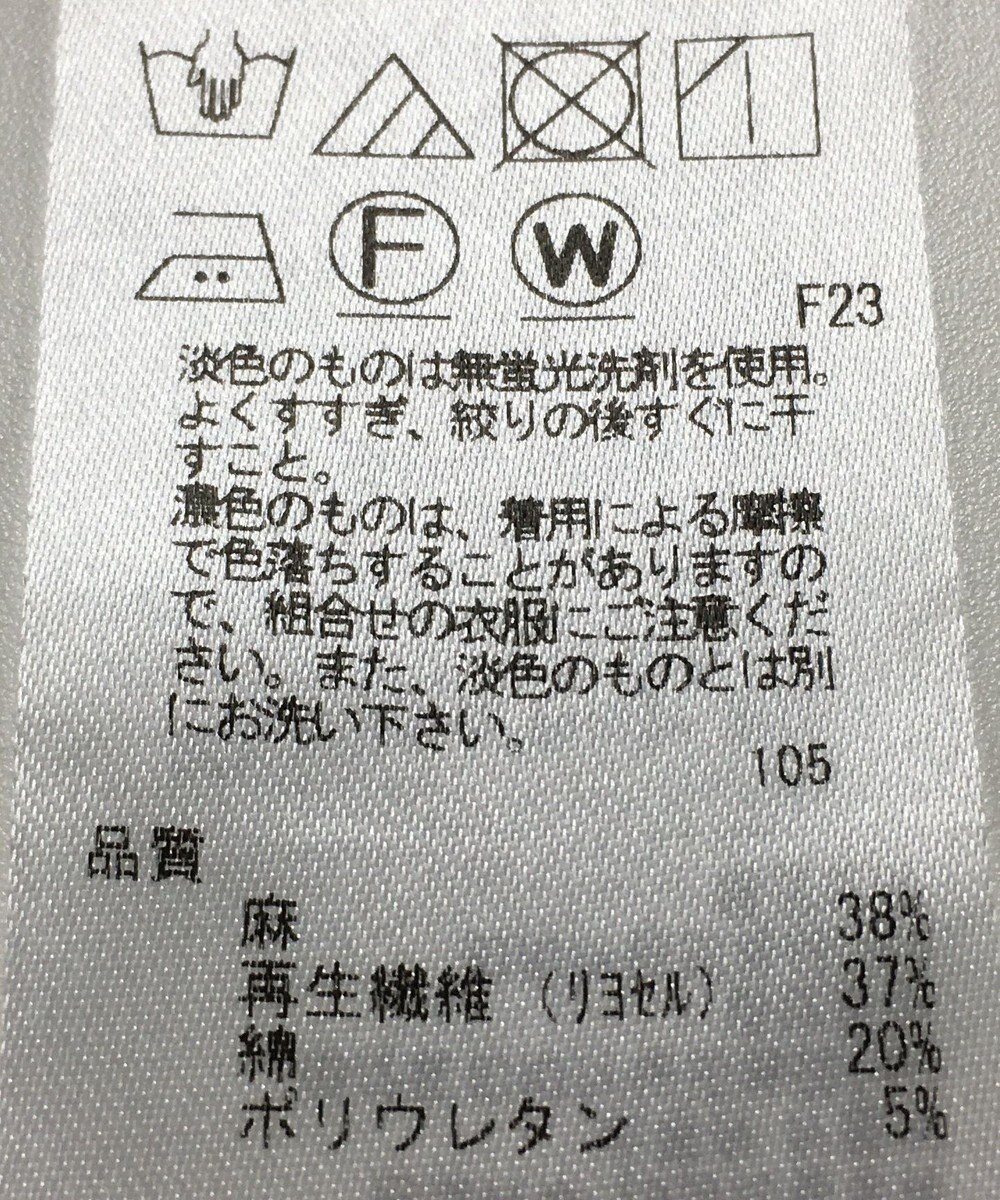 F
W
F23
淡色のものは無蛍光洗剤を使用。
よくすすぎ、絞りの後すぐに干
すこと。
濃色のものは、着用による摩擦
で色落ちすることがありますの
で、組合せの衣服にご注意くだ
さい。また、淡色のものとは別
にお洗い下さい。
105
品質
麻 38%
再生繊維（リヨセル） 37%
綿 20%
ポリウレタン 5%